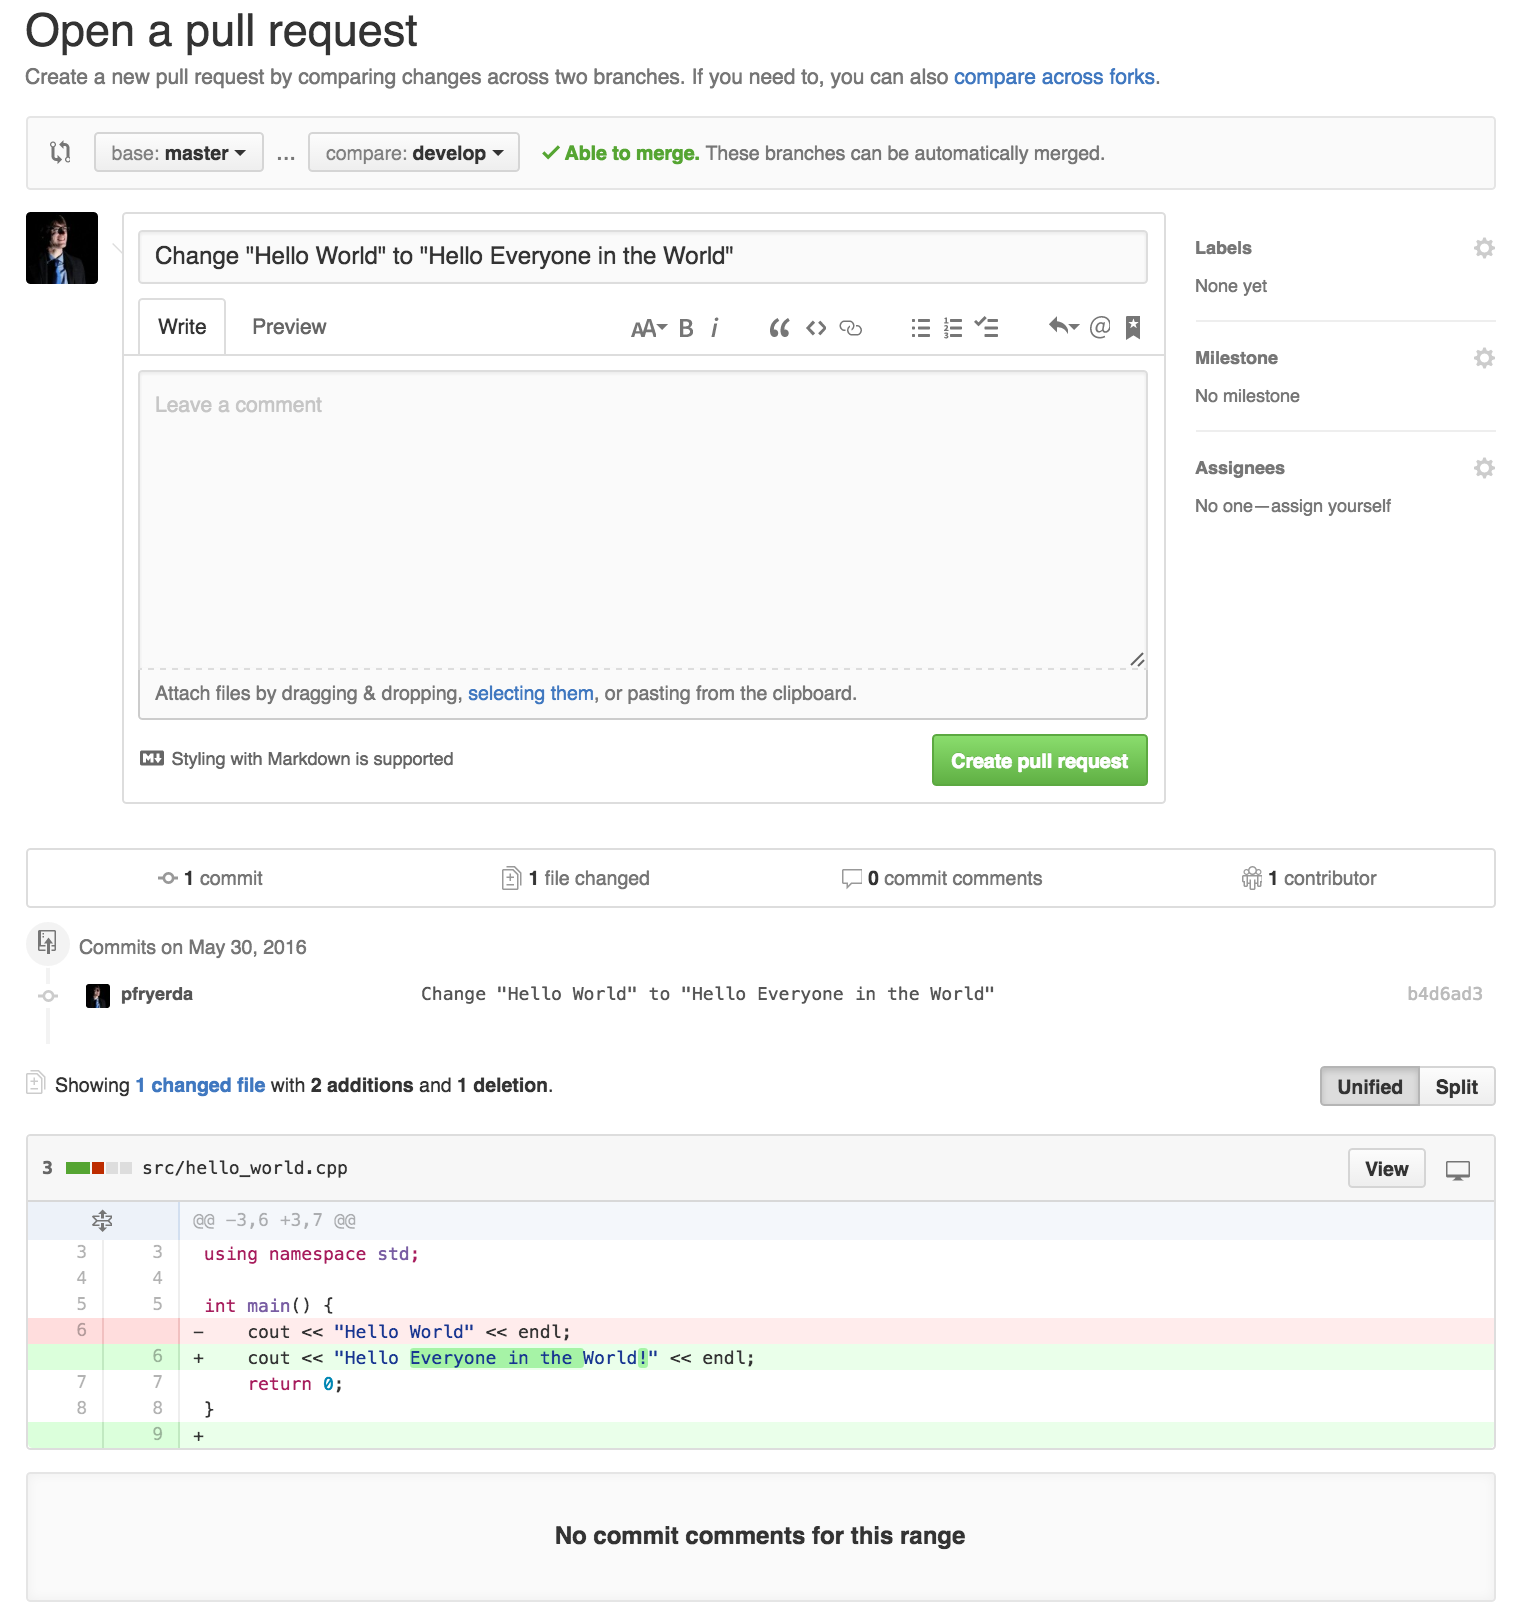 Open a pull request
Create a new pull request by comparing changes across two branches. If you need to, you can also compare across forks.
base: master ... compare: develop Able to merge. These branches can be automatically merged.
Change "Hello World" to "Hello Everyone in the World"
Labels
None yet
Write Preview AA B i
Leave a comment
Milestone
No milestone
Assignees
No one—assign yourself
Attach files by dragging & dropping, selecting them, or pasting from the clipboard.
Styling with Markdown is supported
Create pull request
1 commit 1 file changed 0 commit comments 1 contributor
Commits on May 30, 2016
pfryerda Change "Hello World" to "Hello Everyone in the World" b4d6ad3
Showing 1 changed file with 2 additions and 1 deletion.
Unified Split
3 src/hello_world.cpp View
@@ -3,6 +3,7 @@
3 3 using namespace std;
4 4
5 5 int main() {
6 - cout << "Hello World" << endl;
6 + cout << "Hello Everyone in the World!" << endl;
7 7 return 0;
8 8 }
9 +
No commit comments for this range